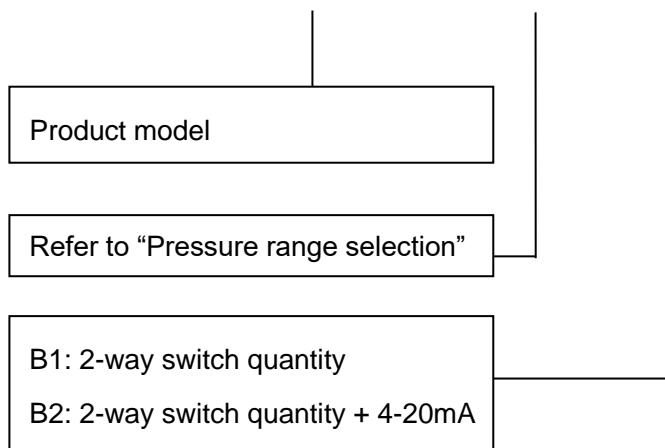 Product model
Refer to “Pressure range selection”
B1: 2-way switch quantity
B2: 2-way switch quantity + 4-20mA